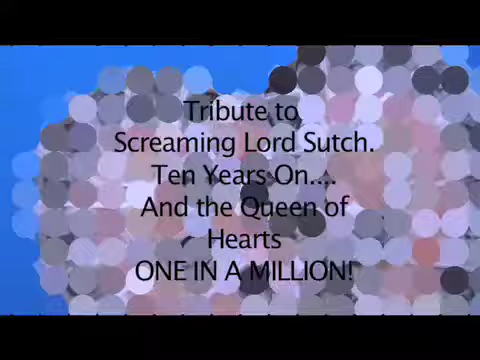 Tribute to
Screaming Lord Sutch.
Ten Years On....
And the Queen of
Hearts
ONE IN A MILLION!